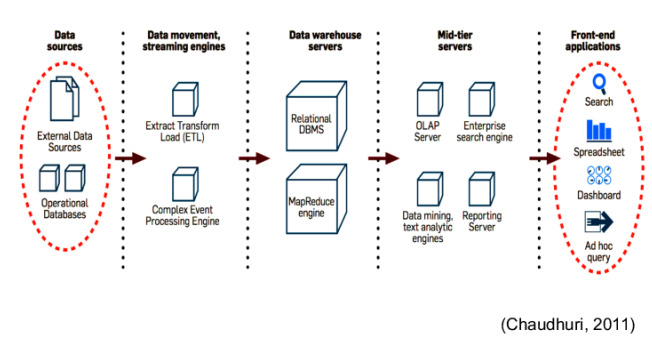 Data
sources
Data movement,
streaming engines
Data warehouse
servers
Mid-tier
servers
Front-end
applications
External Data
Sources
Operational
Databases
Extract Transform
Load (ETL)
Complex Event
Processing Engine
Relational
DBMS
MapReduce
engine
OLAP
Server
Enterprise
search engine
Data mining,
text analytic
engines
Reporting
Server
Search
Spreadsheet
Dashboard
Ad hoc
query
(Chaudhuri, 2011)